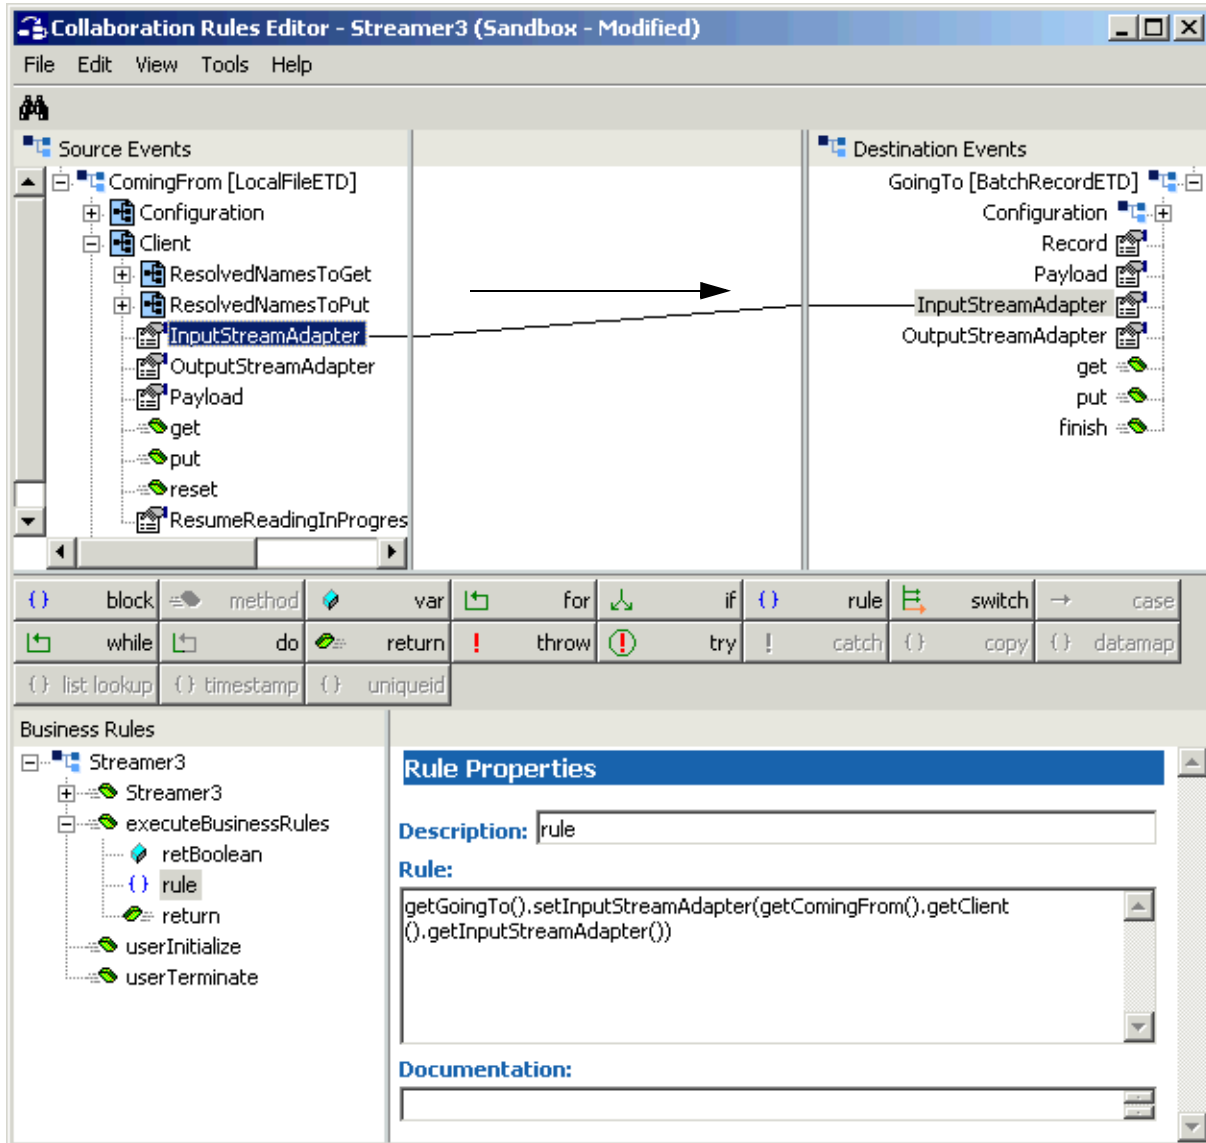 Collaboration Rules Editor - Streamer3 (Sandbox - Modified)
File Edit View Tools Help
Source Events
Destination Events
ComingFrom [LocalFileETD]
Configuration
Client
ResolvedNamesToGet
ResolvedNamesToPut
InputStreamAdapter
OutputStreamAdapter
Payload
get
put
reset
ResumeReadingInProgres
GoingTo [BatchRecordETD]
Configuration
Record
Payload
InputStreamAdapter
OutputStreamAdapter
get
put
finish
{} block method var for if {} rule switch case
while do return throw try catch {} copy {} datamap
{} list lookup {} timestamp {} uniqueid
Business Rules
Streamer3
Streamer3
executeBusinessRules
retBoolean
{} rule
return
userInitialize
userTerminate
Rule Properties
Description: rule
Rule:
getGoingTo().setInputStreamAdapter(getComingFrom().getClient
().getInputStreamAdapter())
Documentation: